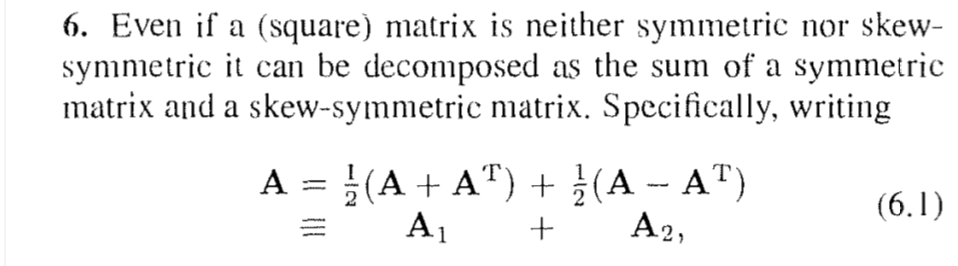 6. Even if a (square) matrix is neither symmetric nor skew-
symmetric it can be decomposed as the sum of a symmetric
matrix and a skew-symmetric matrix. Specifically, writing
A = ½(A + Aᵀ) + ½(A − Aᵀ)
≡ A₁ + A₂, (6.1)